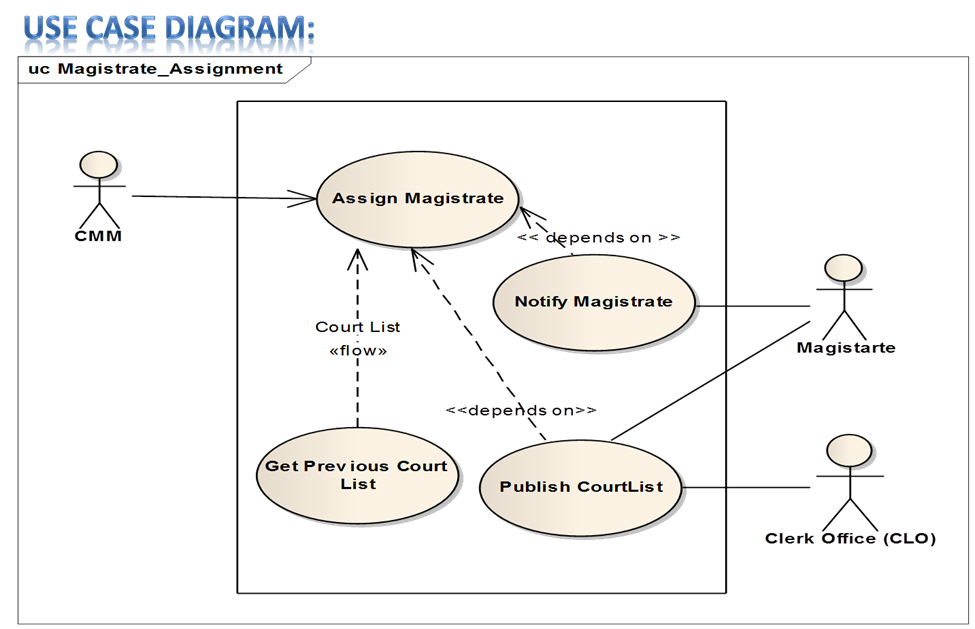 USE CASE DIAGRAM:
uc Magistrate_Assignment
Assign Magistrate
CMM
<< depends on >>
Notify Magistrate
Court List
«flow»
Magistarte
<<depends on>>
Get Previous Court
List
Publish CourtList
Clerk Office (CLO)